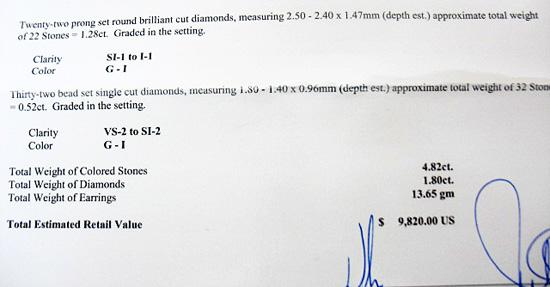 Twenty-two prong set round brilliant cut diamonds, measuring 2.50 - 2.40 x 1.47mm (depth est.) approximate total weight
of 22 Stones = 1.28ct. Graded in the setting.
Clarity SI-1 to I-1
Color G - I
Thirty-two bead set single cut diamonds, measuring 1.80 - 1.40 x 0.96mm (depth est.) approximate total weight of 32 Ston
= 0.52ct. Graded in the setting.
Clarity VS-2 to SI-2
Color G - I
Total Weight of Colored Stones 4.82ct.
Total Weight of Diamonds 1.80ct.
Total Weight of Earrings 13.65 gm
Total Estimated Retail Value $ 9,820.00 US